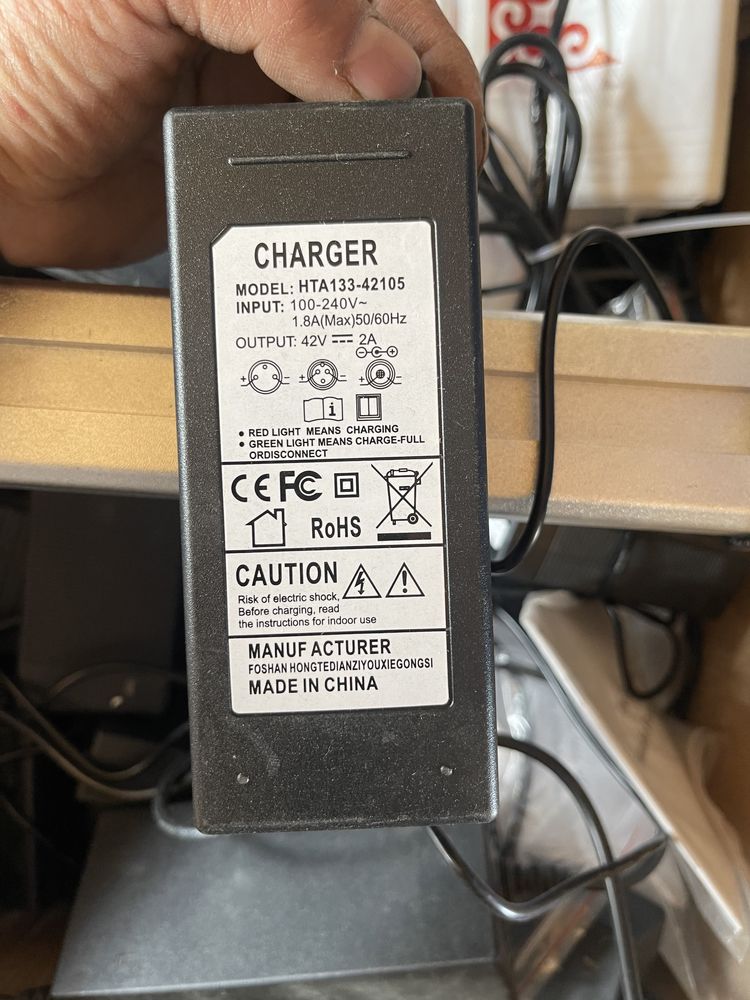 CHARGER
MODEL: HTA133-42105
INPUT: 100-240V~
1.8A(Max)50/60Hz
OUTPUT: 42V ⎓ 2A
● RED LIGHT MEANS CHARGING
● GREEN LIGHT MEANS CHARGE-FULL
ORDISCONNECT
CE FC
RoHS
CAUTION
Risk of electric shock,
Before charging, read
the instructions for indoor use
MANUF ACTURER
FOSHAN HONGTEDIANZIYOUXIEGONGSI
MADE IN CHINA